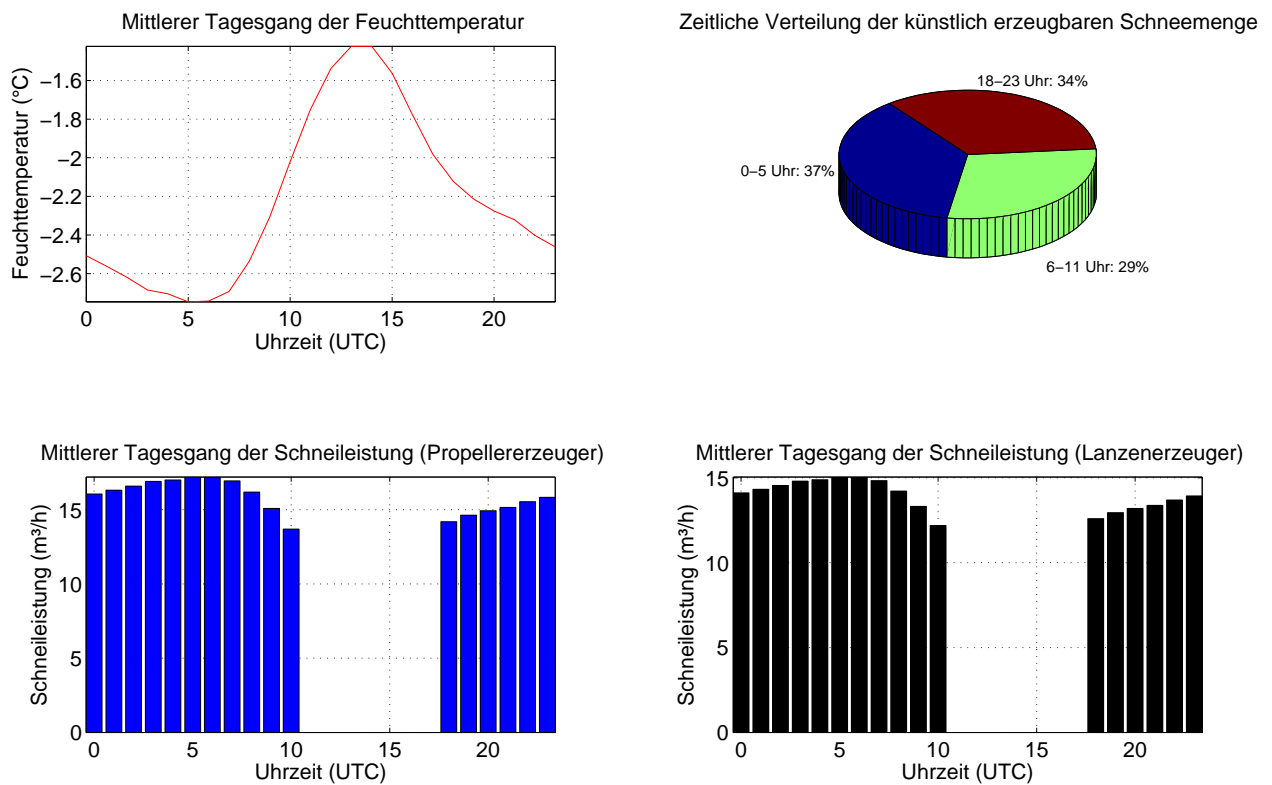 Mittlerer Tagesgang der Feuchttemperatur
Feuchttemperatur (°C)
−1.6
−1.8
−2
−2.2
−2.4
−2.6
0 5 10 15 20
Uhrzeit (UTC)
Zeitliche Verteilung der künstlich erzeugbaren Schneemenge
18−23 Uhr: 34%
0−5 Uhr: 37%
6−11 Uhr: 29%
Mittlerer Tagesgang der Schneileistung (Propellererzeuger)
Schneileistung (m³/h)
15
10
5
0
0 5 10 15 20
Uhrzeit (UTC)
Mittlerer Tagesgang der Schneileistung (Lanzenerzeuger)
Schneileistung (m³/h)
15
10
5
0
0 5 10 15 20
Uhrzeit (UTC)